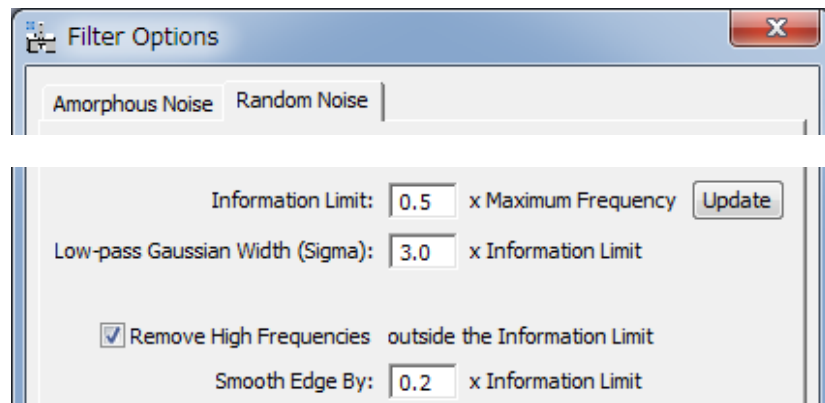 Filter Options
Amorphous Noise Random Noise
Information Limit: 0.5 x Maximum Frequency Update
Low-pass Gaussian Width (Sigma): 3.0 x Information Limit
Remove High Frequencies outside the Information Limit
Smooth Edge By: 0.2 x Information Limit